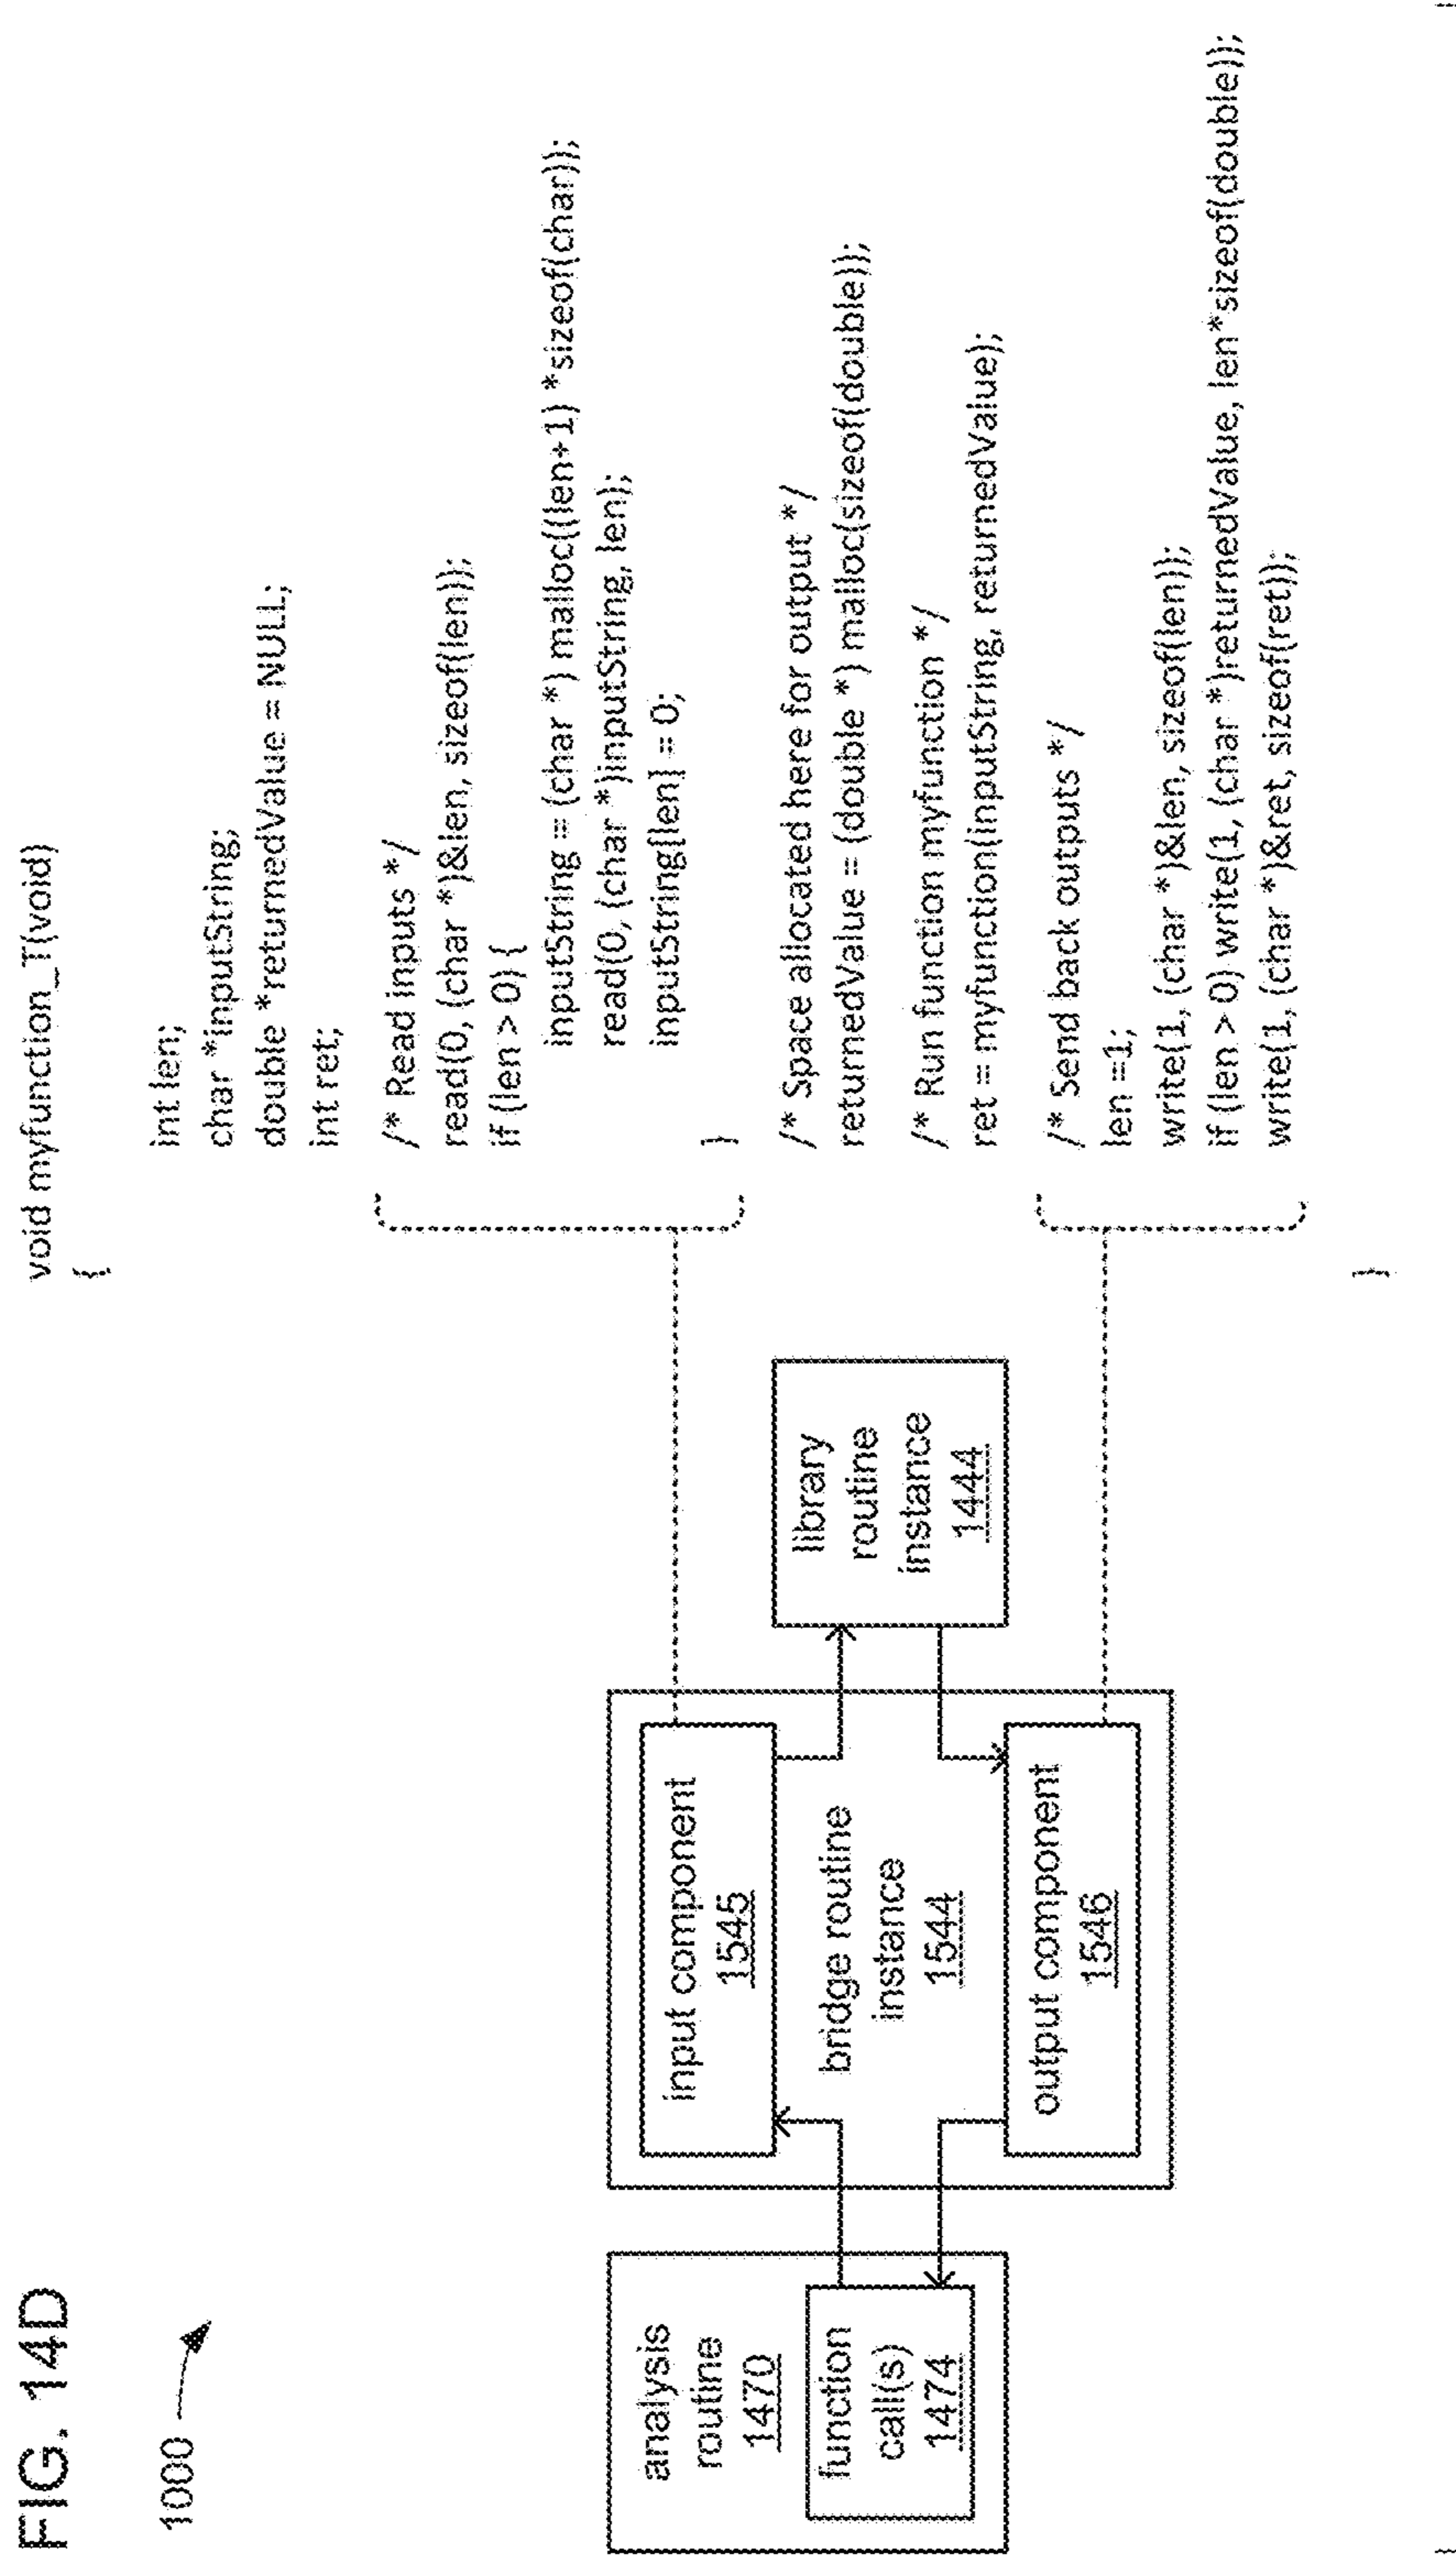 FIG. 14D
1000
analysis
routine
1470
function
call(s)
1474
input component
1545
bridge routine
instance
1544
output component
1546
library
routine
instance
1444
void myfunction_T(void)
{
int len;
char *inputString;
double *returnedValue = NULL;
int ret;
/* Read inputs */
read(0, (char *)&len, sizeof(len));
if (len > 0) {
inputString = (char *) malloc((len+1) *sizeof(char));
read(0, (char *)inputString, len);
inputString[len] = 0;
}
/* Space allocated here for output */
returnedValue = (double *) malloc(sizeof(double));
/* Run function myfunction */
ret = myfunction(inputString, returnedValue);
/* Send back outputs */
len =1;
write(1, (char *)&len, sizeof(len));
if (len > 0) write(1, (char *)returnedValue, len*sizeof(double));
write(1, (char *)&ret, sizeof(ret));
}